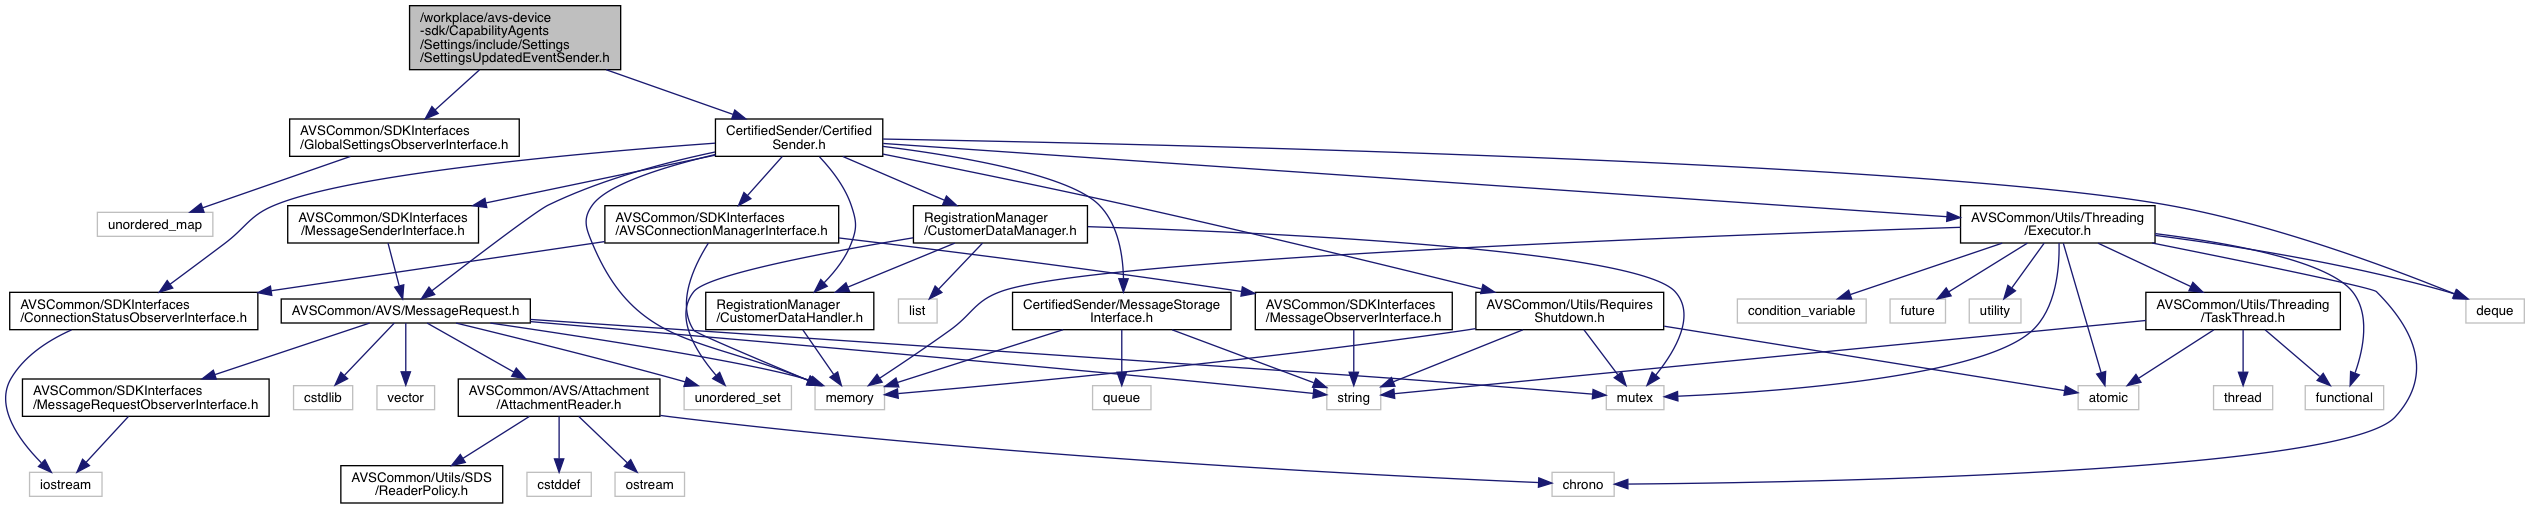 /workplace/avs-device
-sdk/CapabilityAgents
/Settings/include/Settings
/SettingsUpdatedEventSender.h
AVSCommon/SDKInterfaces
/GlobalSettingsObserverInterface.h
CertifiedSender/Certified
Sender.h
unordered_map
AVSCommon/SDKInterfaces
/MessageSenderInterface.h
AVSCommon/SDKInterfaces
/AVSConnectionManagerInterface.h
RegistrationManager
/CustomerDataManager.h
AVSCommon/Utils/Threading
/Executor.h
AVSCommon/SDKInterfaces
/ConnectionStatusObserverInterface.h
AVSCommon/AVS/MessageRequest.h
RegistrationManager
/CustomerDataHandler.h
list
CertifiedSender/MessageStorage
Interface.h
AVSCommon/SDKInterfaces
/MessageObserverInterface.h
AVSCommon/Utils/Requires
Shutdown.h
condition_variable
future
utility
AVSCommon/Utils/Threading
/TaskThread.h
deque
AVSCommon/SDKInterfaces
/MessageRequestObserverInterface.h
cstdlib
vector
AVSCommon/AVS/Attachment
/AttachmentReader.h
unordered_set
memory
queue
string
mutex
atomic
thread
functional
iostream
AVSCommon/Utils/SDS
/ReaderPolicy.h
cstddef
ostream
chrono